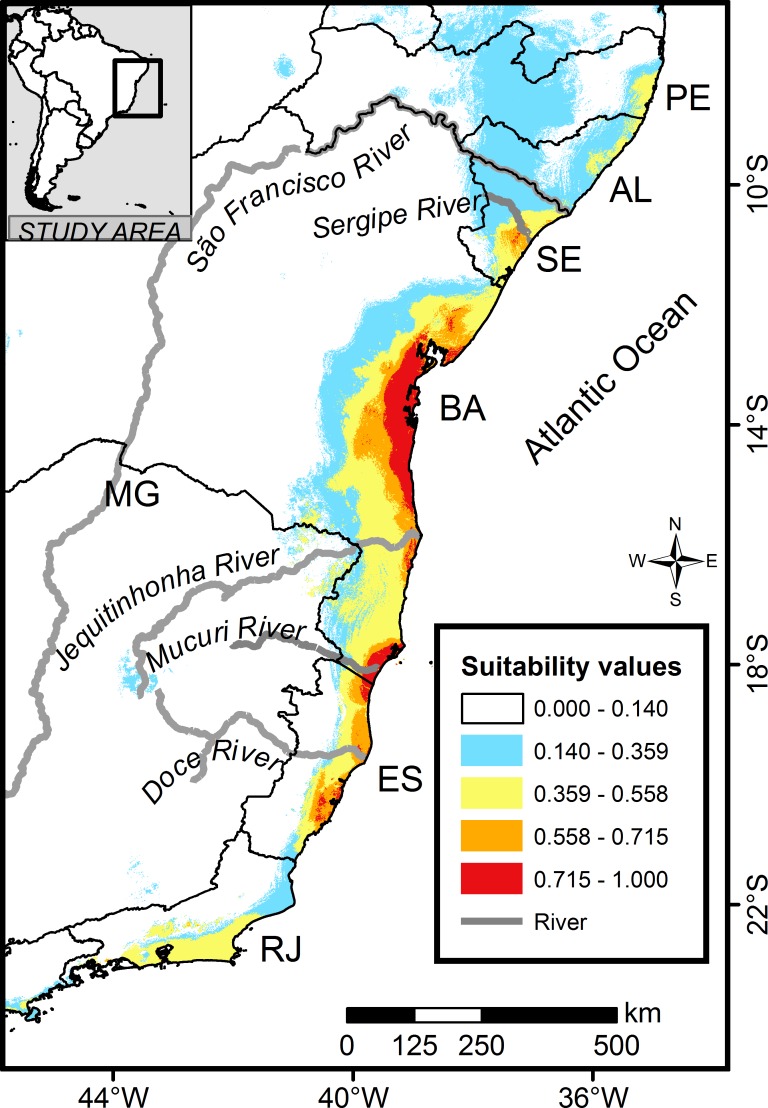 STUDY AREA
PE
São Francisco River
AL
10°S
Sergipe River
SE
Atlantic Ocean
BA
14°S
MG
N
W E
S
Jequitinhonha River
Mucuri River
18°S
Suitability values
0.000 - 0.140
0.140 - 0.359
0.359 - 0.558
0.558 - 0.715
0.715 - 1.000
River
Doce River
ES
22°S
RJ
km
0 125 250 500
44°W 40°W 36°W